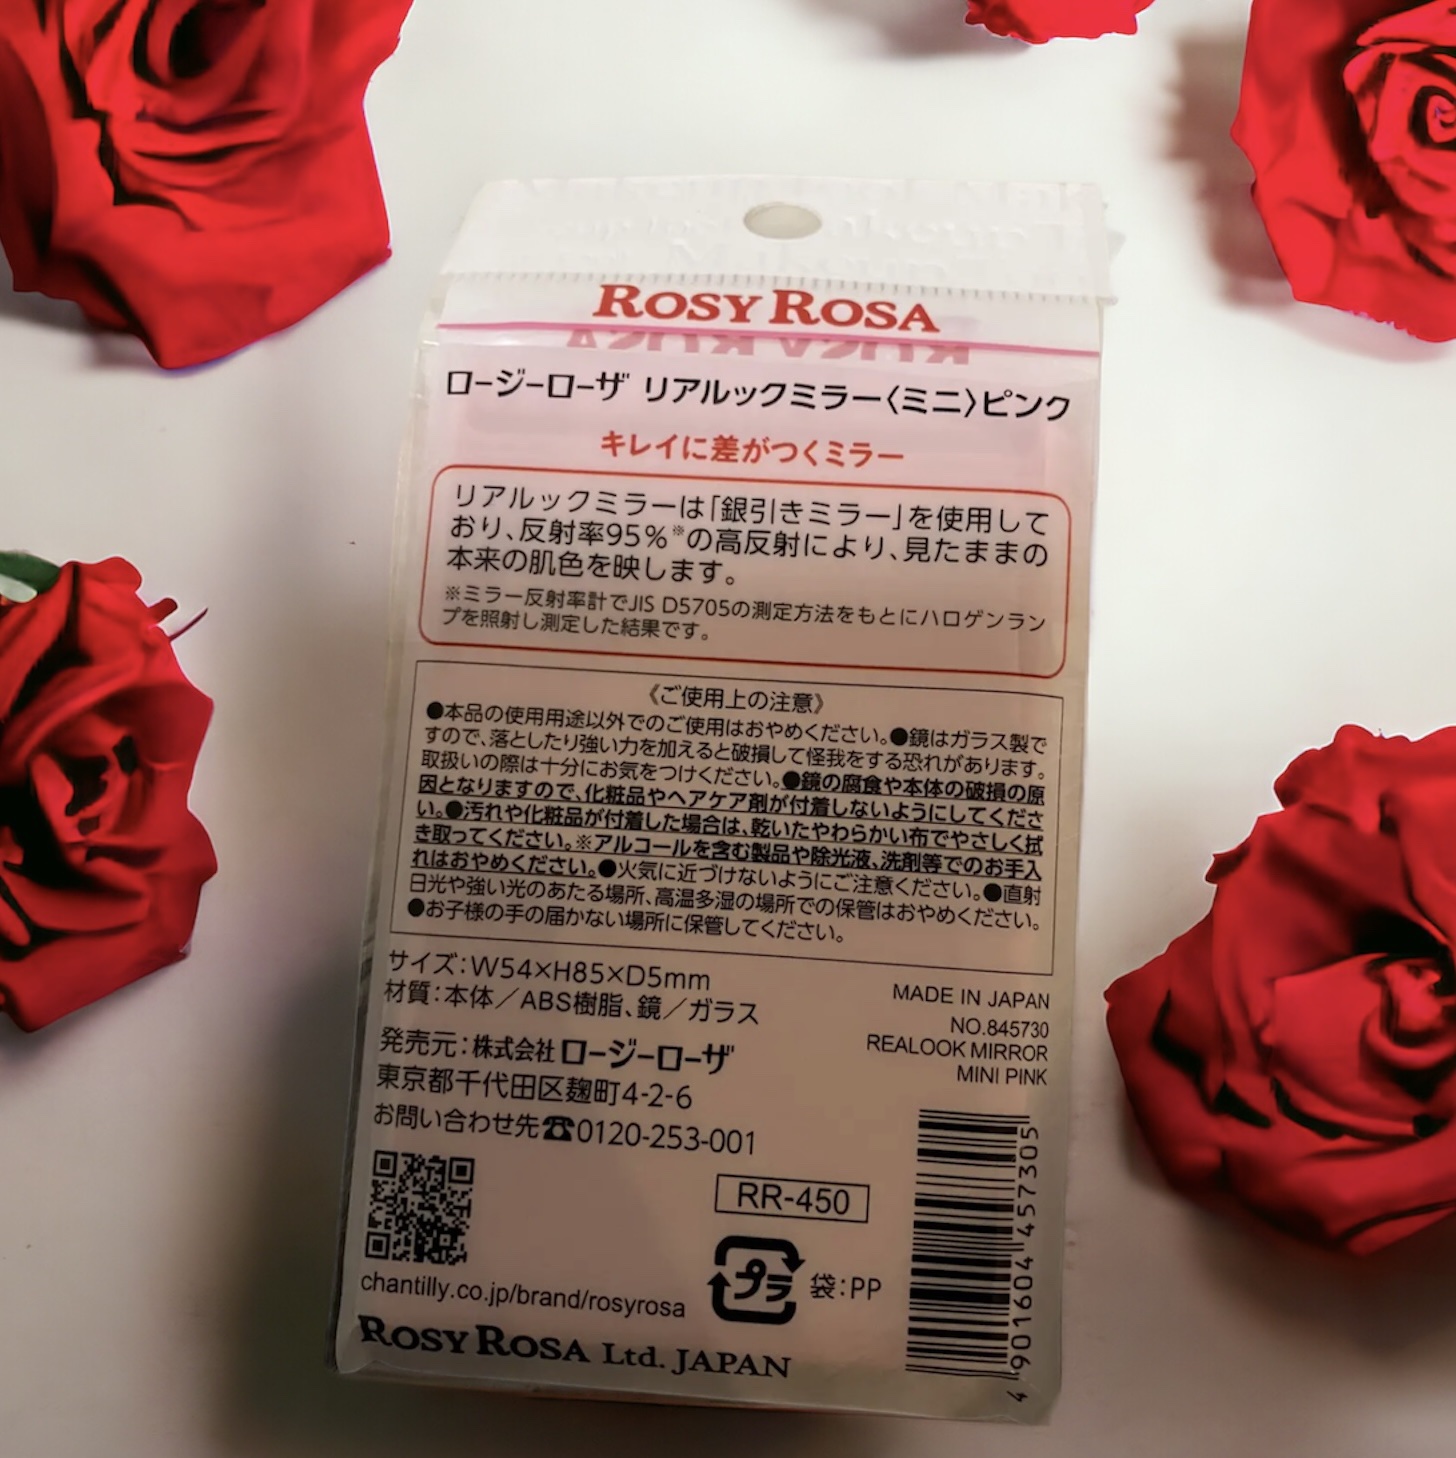 ROSY ROSA
ロージーローザ リアルックミラー〈ミニ〉ピンク
キレイに差がつくミラー
リアルックミラーは「銀引きミラー」を使用して
おり、反射率95%※の高反射により、見たままの
本来の肌色を映します。
※ミラー反射率計でJIS D5705の測定方法をもとにハロゲンラン
プを照射し測定した結果です。
《ご使用上の注意》
●本品の使用用途以外でのご使用はおやめください。●鏡はガラス製で
すので、落としたり強い力を加えると破損して怪我をする恐れがあります。
取扱いの際は十分にお気をつけください。●鏡の腐食や本体の破損の原
因となりますので、化粧品やヘアケア剤が付着しないようにしてくださ
い。●汚れや化粧品が付着した場合は、乾いたやわらかい布でやさしく拭
き取ってください。※アルコールを含む製品や除光液、洗剤等でのお手入
れはおやめください。●火気に近づけないようにご注意ください。●直射
日光や強い光のあたる場所、高温多湿の場所での保管はおやめください。
●お子様の手の届かない場所に保管してください。
サイズ：W54×H85×D5mm
材質：本体／ABS樹脂、鏡／ガラス
発売元：株式会社 ロージーローザ
東京都千代田区麹町4-2-6
お問い合わせ先☎0120-253-001
MADE IN JAPAN
NO.845730
REALOOK MIRROR
MINI PINK
RR-450
プラ 袋：PP
chantilly.co.jp/brand/rosyrosa
ROSY ROSA Ltd. JAPAN
4 901604 457305